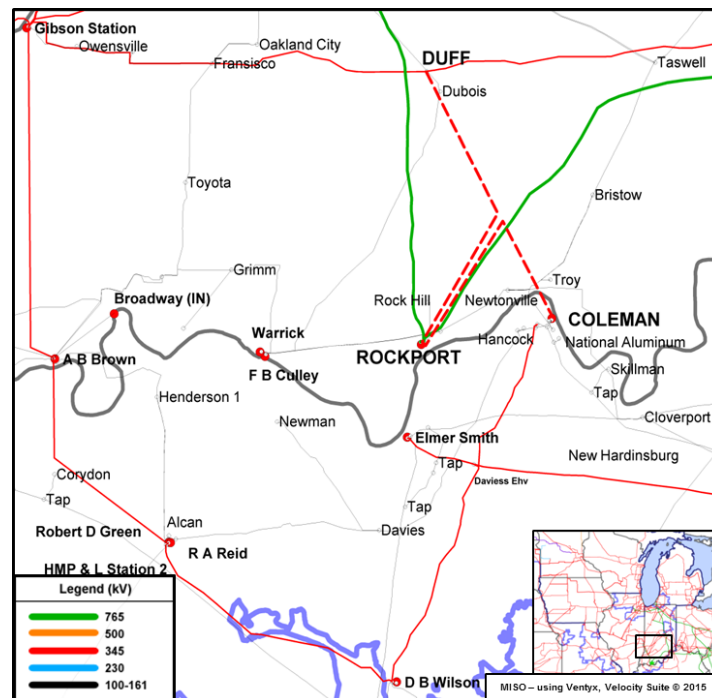 Gibson Station
Owensville
Oakland City
Fransisco
DUFF
Taswell
Dubois
Toyota
Bristow
Grimm
Broadway (IN)
Rock Hill
Newtonville
Troy
Warrick
COLEMAN
Hancock
ROCKPORT
National Aluminum
A B Brown
F B Culley
Skillman
Henderson 1
Tap
Newman
Cloverport
Elmer Smith
New Hardinsburg
Tap
Daviess Ehv
Corydon
Tap
Tap
Alcan
Davies
Robert D Green
R A Reid
HMP & L Station 2
Legend (kV)
765
500
345
230
100-161
D B Wilson
MISO – using Ventyx, Velocity Suite © 2015